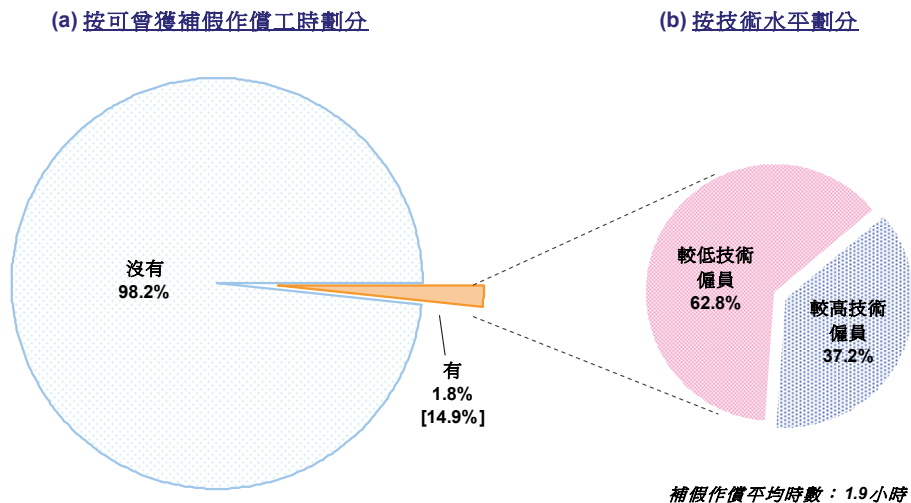 (a) 按可曾獲補假作償工時劃分
(b) 按技術水平劃分
沒有
98.2%
有
1.8%
[14.9%]
較低技術
僱員
62.8%
較高技術
僱員
37.2%
補假作償平均時數：1.9小時